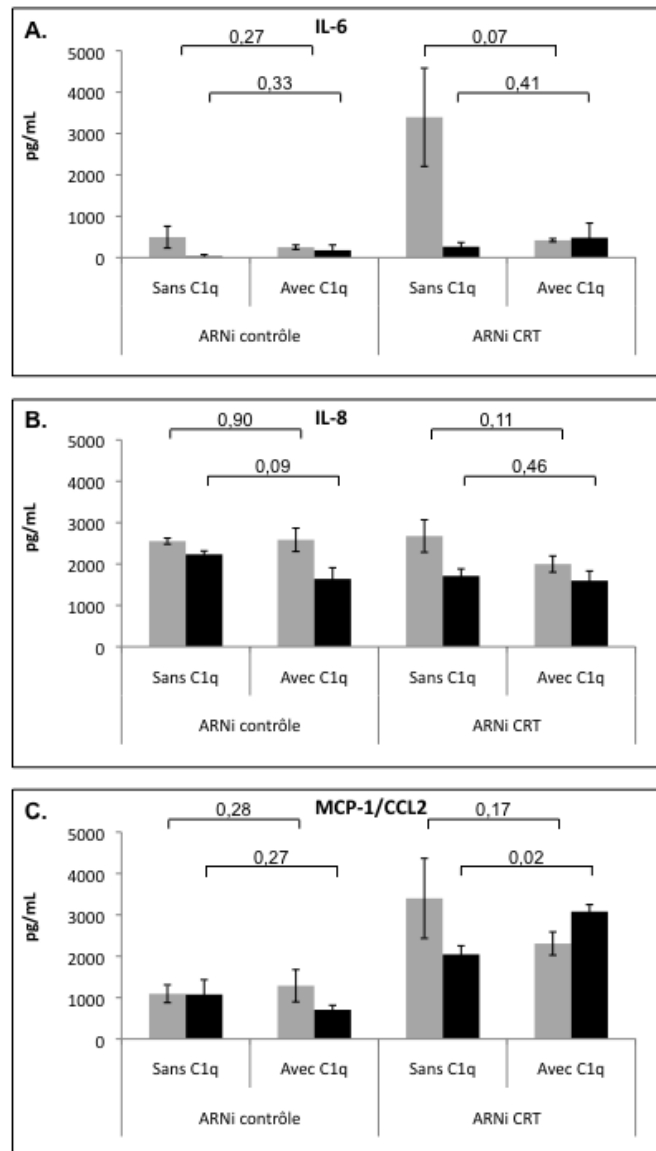 A. IL-6
0,27 0,07
0,33 0,41
5000
4000
3000
2000
1000
0
pg/mL
Sans C1q Avec C1q Sans C1q Avec C1q
ARNi contrôle ARNi CRT
B. IL-8
0,90 0,11
0,09 0,46
5000
4000
3000
2000
1000
0
pg/mL
Sans C1q Avec C1q Sans C1q Avec C1q
ARNi contrôle ARNi CRT
C. MCP-1/CCL2
0,28 0,17
0,27 0,02
5000
4000
3000
2000
1000
0
pg/mL
Sans C1q Avec C1q Sans C1q Avec C1q
ARNi contrôle ARNi CRT